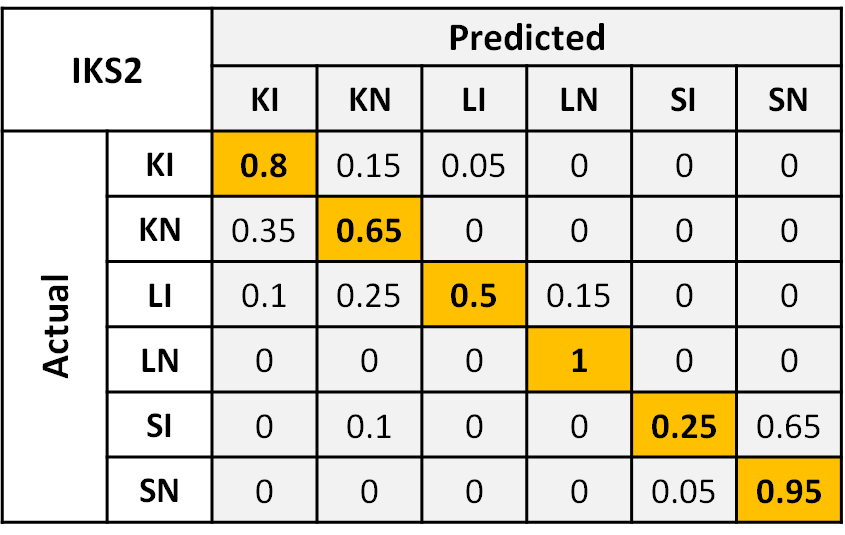 IKS2 Predicted
KI KN LI LN SI SN
Actual
KI 0.8 0.15 0.05 0 0 0
KN 0.35 0.65 0 0 0 0
LI 0.1 0.25 0.5 0.15 0 0
LN 0 0 0 1 0 0
SI 0 0.1 0 0 0.25 0.65
SN 0 0 0 0 0.05 0.95